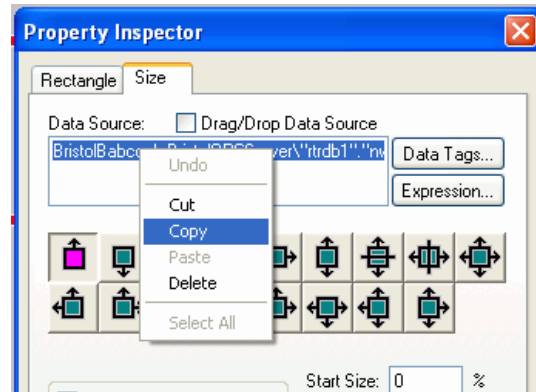 Property Inspector
Rectangle Size
Data Source: Drag/Drop Data Source
Data Tags...
Expression...
Undo
Cut
Copy
Paste
Delete
Select All
Start Size: 0 %